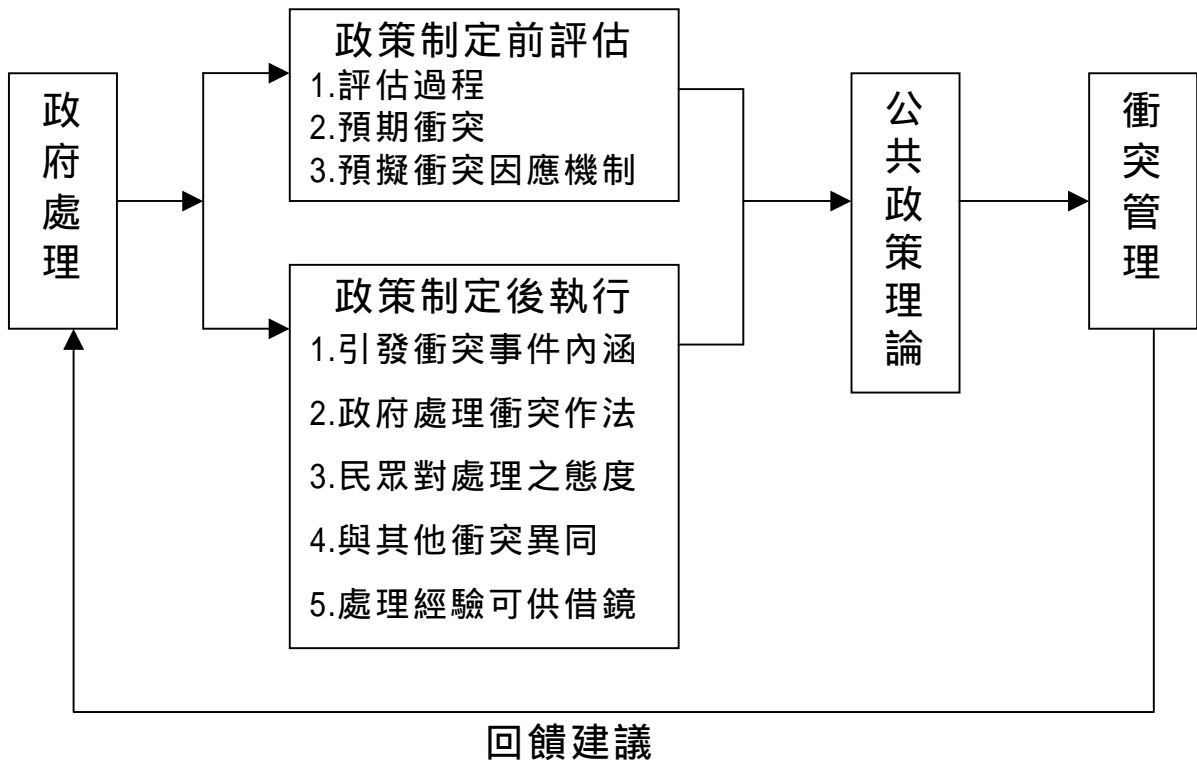 政府處理
政策制定前評估
1.評估過程
2.預期衝突
3.預擬衝突因應機制
政策制定後執行
1.引發衝突事件內涵
2.政府處理衝突作法
3.民眾對處理之態度
4.與其他衝突異同
5.處理經驗可供借鏡
公共政策理論
衝突管理
回饋建議